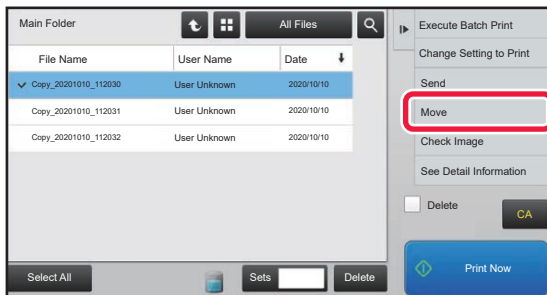 Main Folder
All Files
File Name
User Name
Date
Copy_20201010_112030
User Unknown
2020/10/10
Copy_20201010_112031
User Unknown
2020/10/10
Copy_20201010_112032
User Unknown
2020/10/10
Select All
Sets
Delete
Execute Batch Print
Change Setting to Print
Send
Move
Check Image
See Detail Information
Delete
CA
Print Now